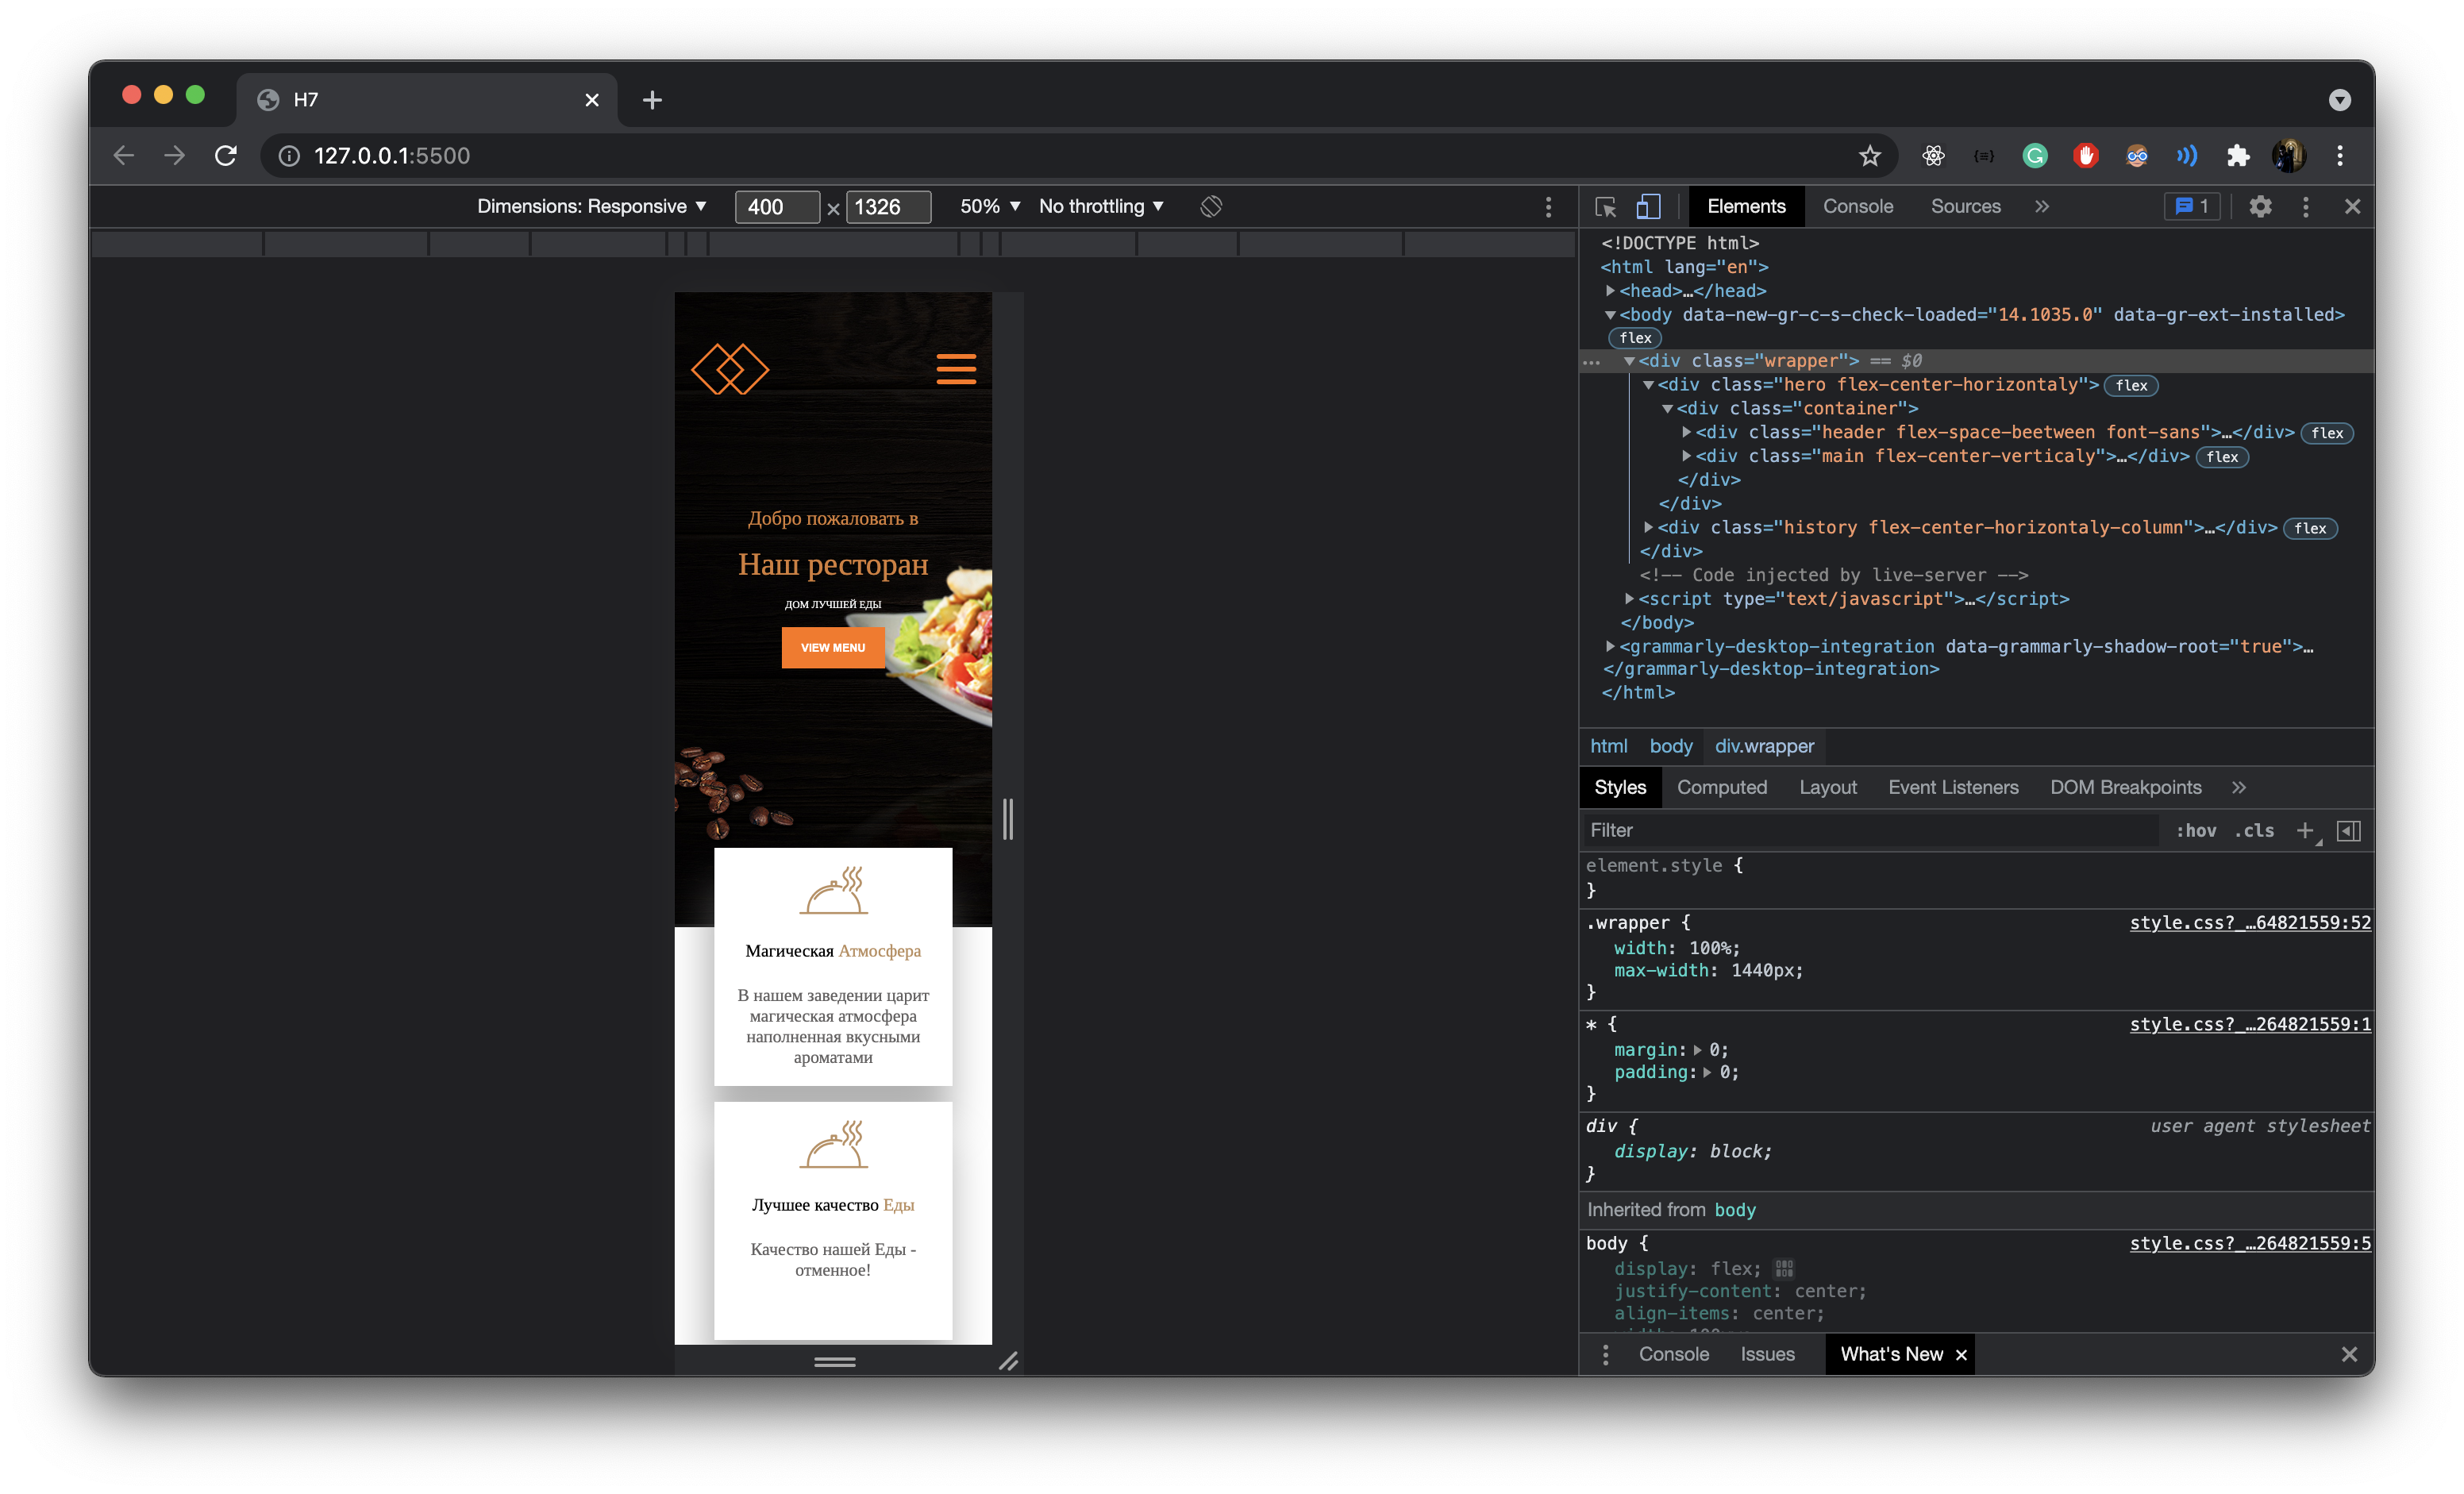 H7
127.0.0.1:5500
Dimensions: Responsive ▼ 400 × 1326 50% ▼ No throttling ▼
Elements Console Sources » 1
Добро пожаловать в
Наш ресторан
ДОМ ЛУЧШЕЙ ЕДЫ
VIEW MENU
Магическая Атмосфера
В нашем заведении царит
магическая атмосфера
наполненная вкусными
ароматами
Лучшее качество Еды
Качество нашей Еды -
отменное!
<!DOCTYPE html>
<html lang="en">
<head>…</head>
<body data-new-gr-c-s-check-loaded="14.1035.0" data-gr-ext-installed>
flex
<div class="wrapper"> == $0
<div class="hero flex-center-horizontaly"> flex
<div class="container">
<div class="header flex-space-beetween font-sans">…</div> flex
<div class="main flex-center-verticaly">…</div> flex
</div>
</div>
<div class="history flex-center-horizontaly-column">…</div> flex
</div>
<!-- Code injected by live-server -->
<script type="text/javascript">…</script>
</body>
<grammarly-desktop-integration data-grammarly-shadow-root="true">…
</grammarly-desktop-integration>
</html>
html body div.wrapper
Styles Computed Layout Event Listeners DOM Breakpoints »
Filter :hov .cls +
element.style {
}
.wrapper { style.css?_…64821559:52
width: 100%;
max-width: 1440px;
}
* { style.css?_…264821559:1
margin: 0;
padding: 0;
}
div { user agent stylesheet
display: block;
}
Inherited from body
body { style.css?_…264821559:5
display: flex;
justify-content: center;
align-items: center;
Console Issues What's New